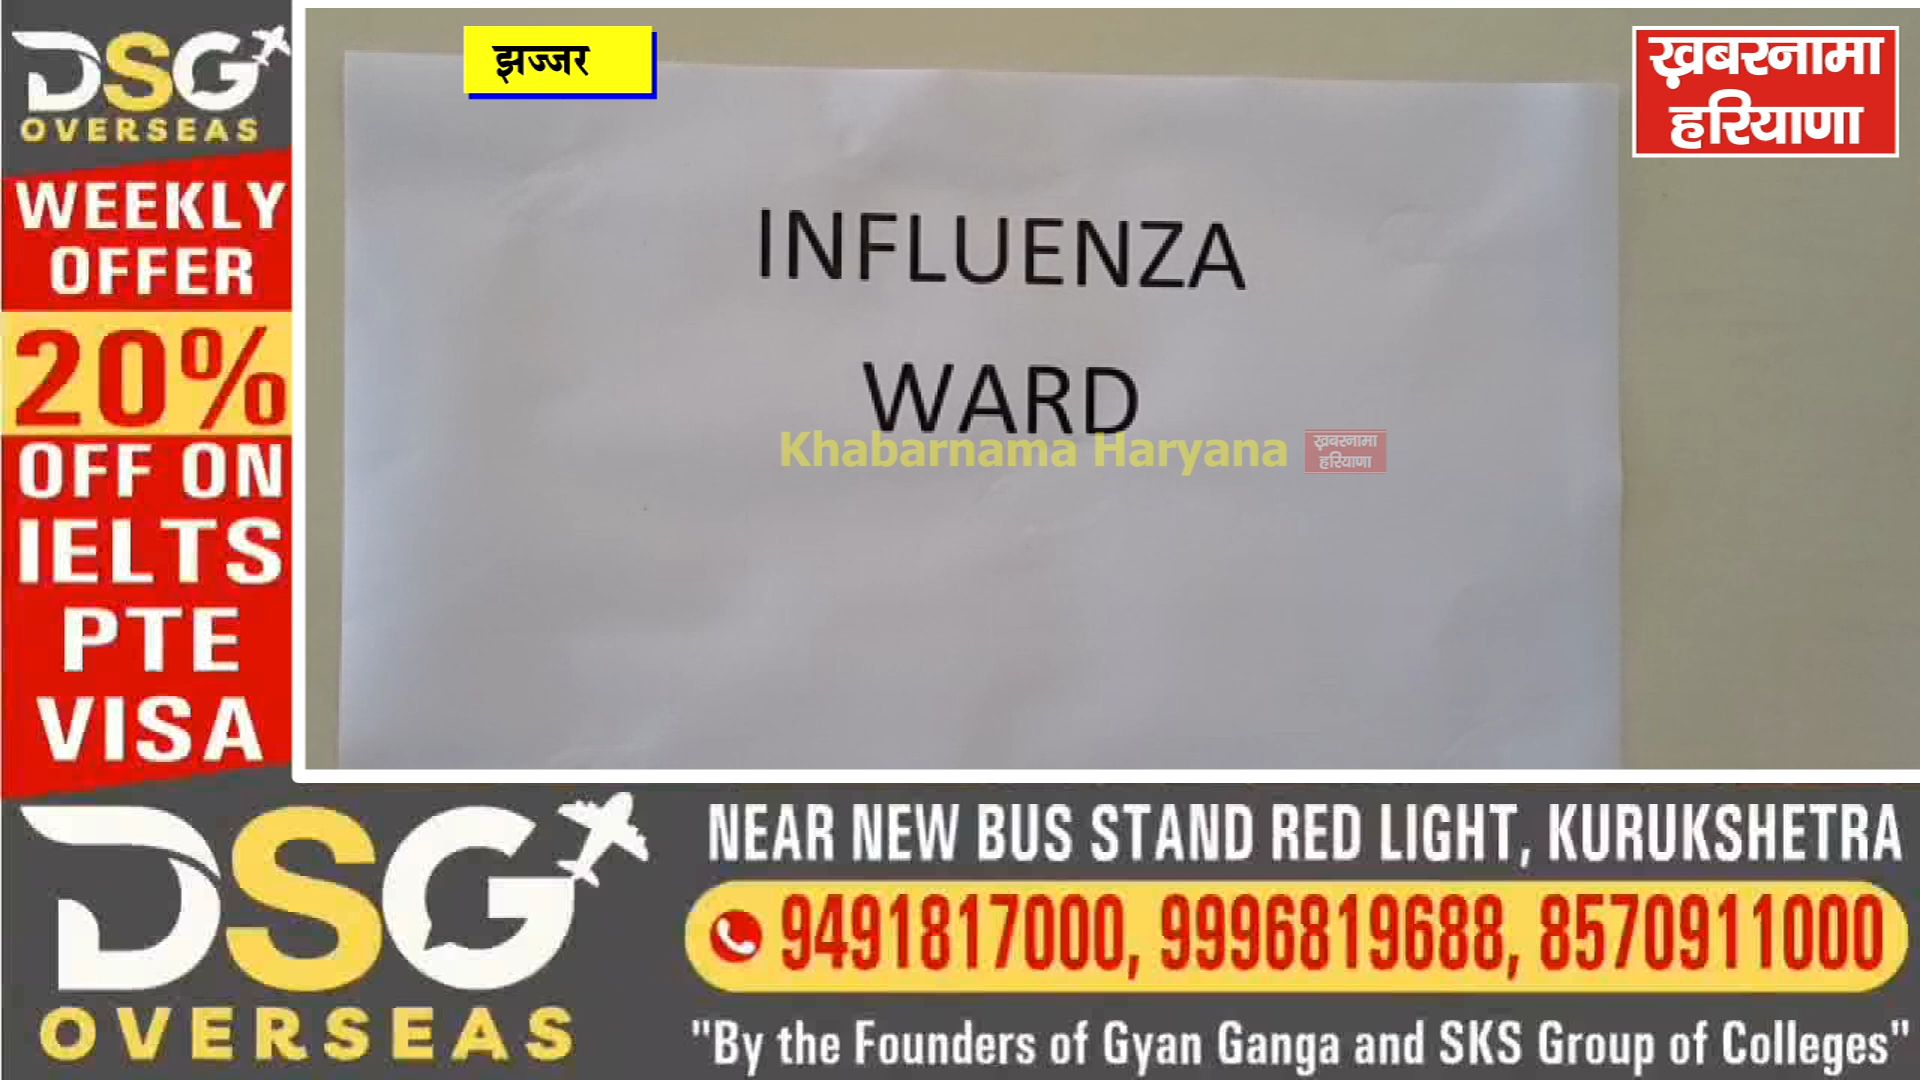 DSG
OVERSEAS
WEEKLY
OFFER
20%
OFF ON
IELTS
PTE
VISA
झज्जर
ख़बरनामा
हरियाणा
INFLUENZA
WARD
Khabarnama Haryana
ख़बरनामा
हरियाणा
DSG
OVERSEAS
NEAR NEW BUS STAND RED LIGHT, KURUKSHETRA
9491817000, 9996819688, 8570911000
"By the Founders of Gyan Ganga and SKS Group of Colleges"